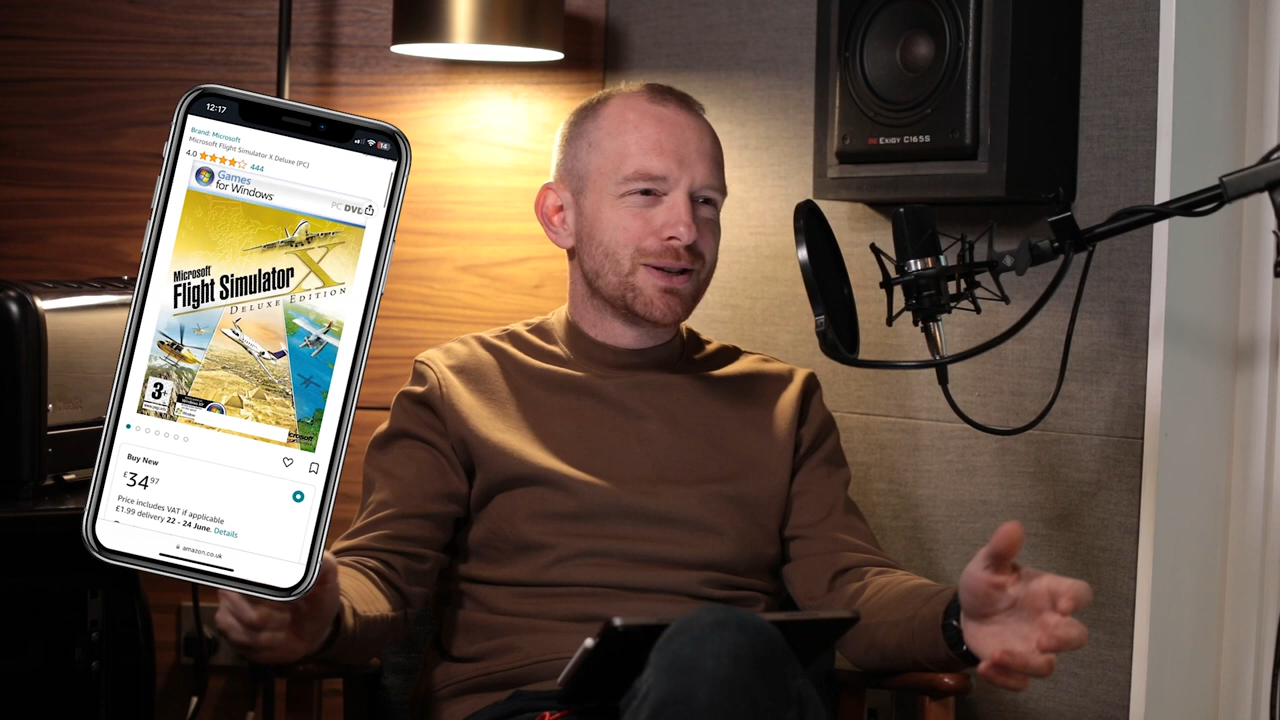 12:17
Brand: Microsoft
Microsoft Flight Simulator X Deluxe (PC)
4.0 444
Games
for Windows
PC DVD
Microsoft
Flight Simulator X
DELUXE EDITION
3+
Buy New
£34 97
Price includes VAT if applicable
£1.99 delivery 22 - 24 June. Details
amazon.co.uk
EXIGY C165S